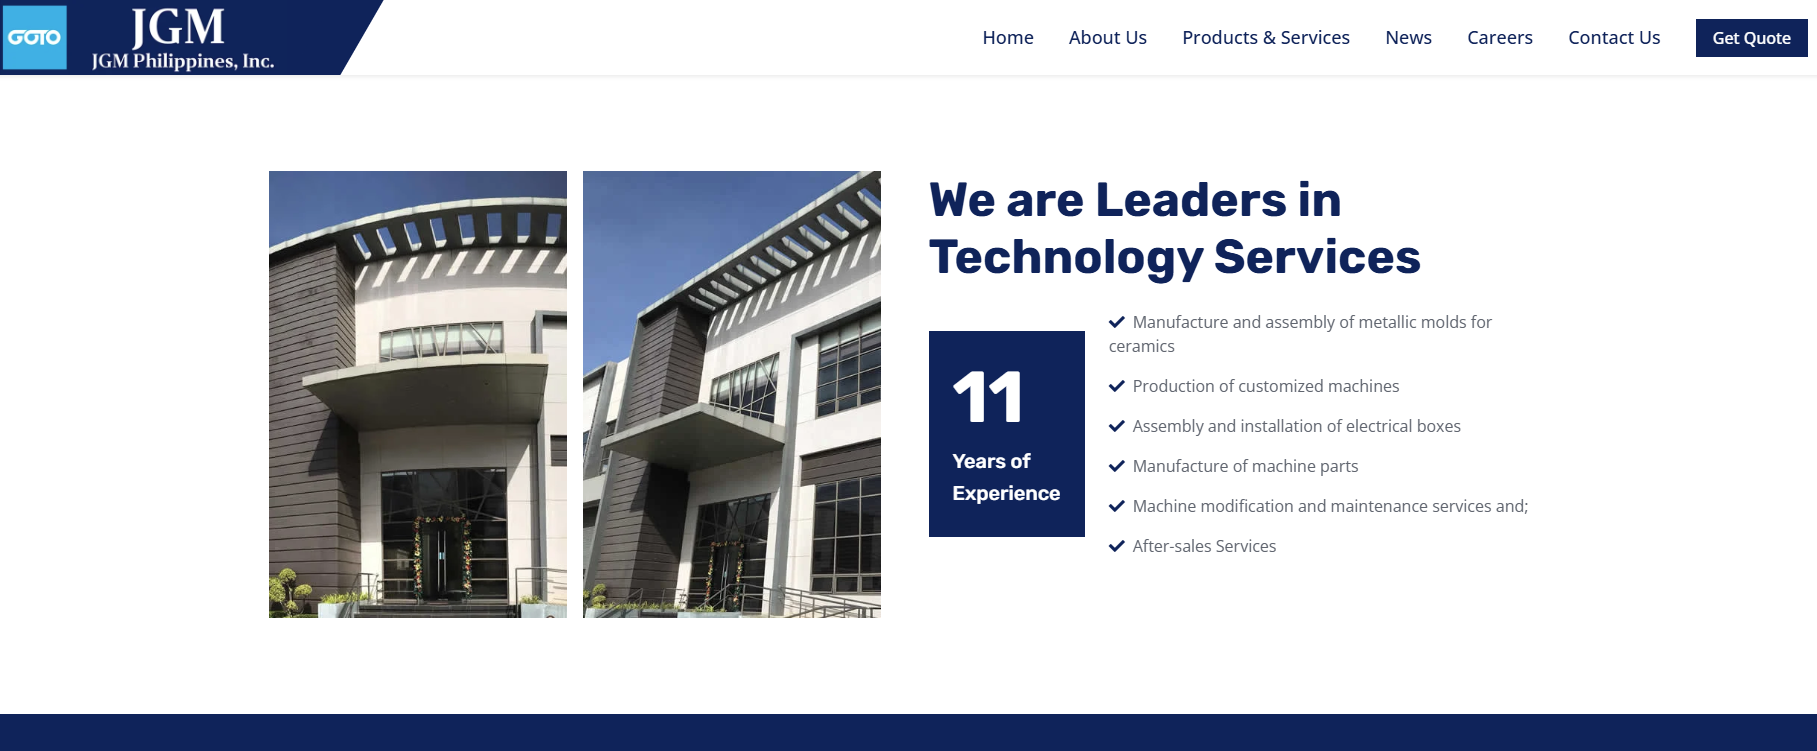 GOTO
JGM
JGM Philippines, Inc.
Home
About Us
Products & Services
News
Careers
Contact Us
Get Quote
We are Leaders in
Technology Services
11
Years of
Experience
Manufacture and assembly of metallic molds for
ceramics
Production of customized machines
Assembly and installation of electrical boxes
Manufacture of machine parts
Machine modification and maintenance services and;
After-sales Services